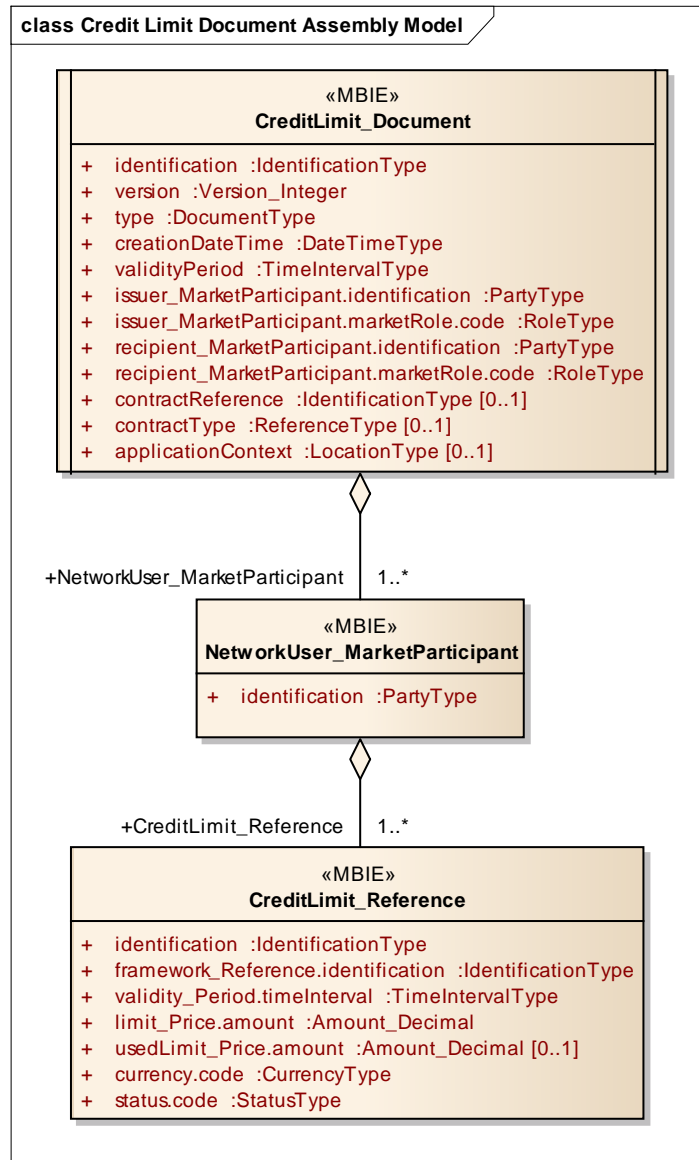 class Credit Limit Document Assembly Model
«MBIE»
CreditLimit_Document
+ identification :IdentificationType
+ version :Version_Integer
+ type :DocumentType
+ creationDateTime :DateTimeType
+ validityPeriod :TimeIntervalType
+ issuer_MarketParticipant.identification :PartyType
+ issuer_MarketParticipant.marketRole.code :RoleType
+ recipient_MarketParticipant.identification :PartyType
+ recipient_MarketParticipant.marketRole.code :RoleType
+ contractReference :IdentificationType [0..1]
+ contractType :ReferenceType [0..1]
+ applicationContext :LocationType [0..1]
+NetworkUser_MarketParticipant 1..*
«MBIE»
NetworkUser_MarketParticipant
+ identification :PartyType
+CreditLimit_Reference 1..*
«MBIE»
CreditLimit_Reference
+ identification :IdentificationType
+ framework_Reference.identification :IdentificationType
+ validity_Period.timeInterval :TimeIntervalType
+ limit_Price.amount :Amount_Decimal
+ usedLimit_Price.amount :Amount_Decimal [0..1]
+ currency.code :CurrencyType
+ status.code :StatusType